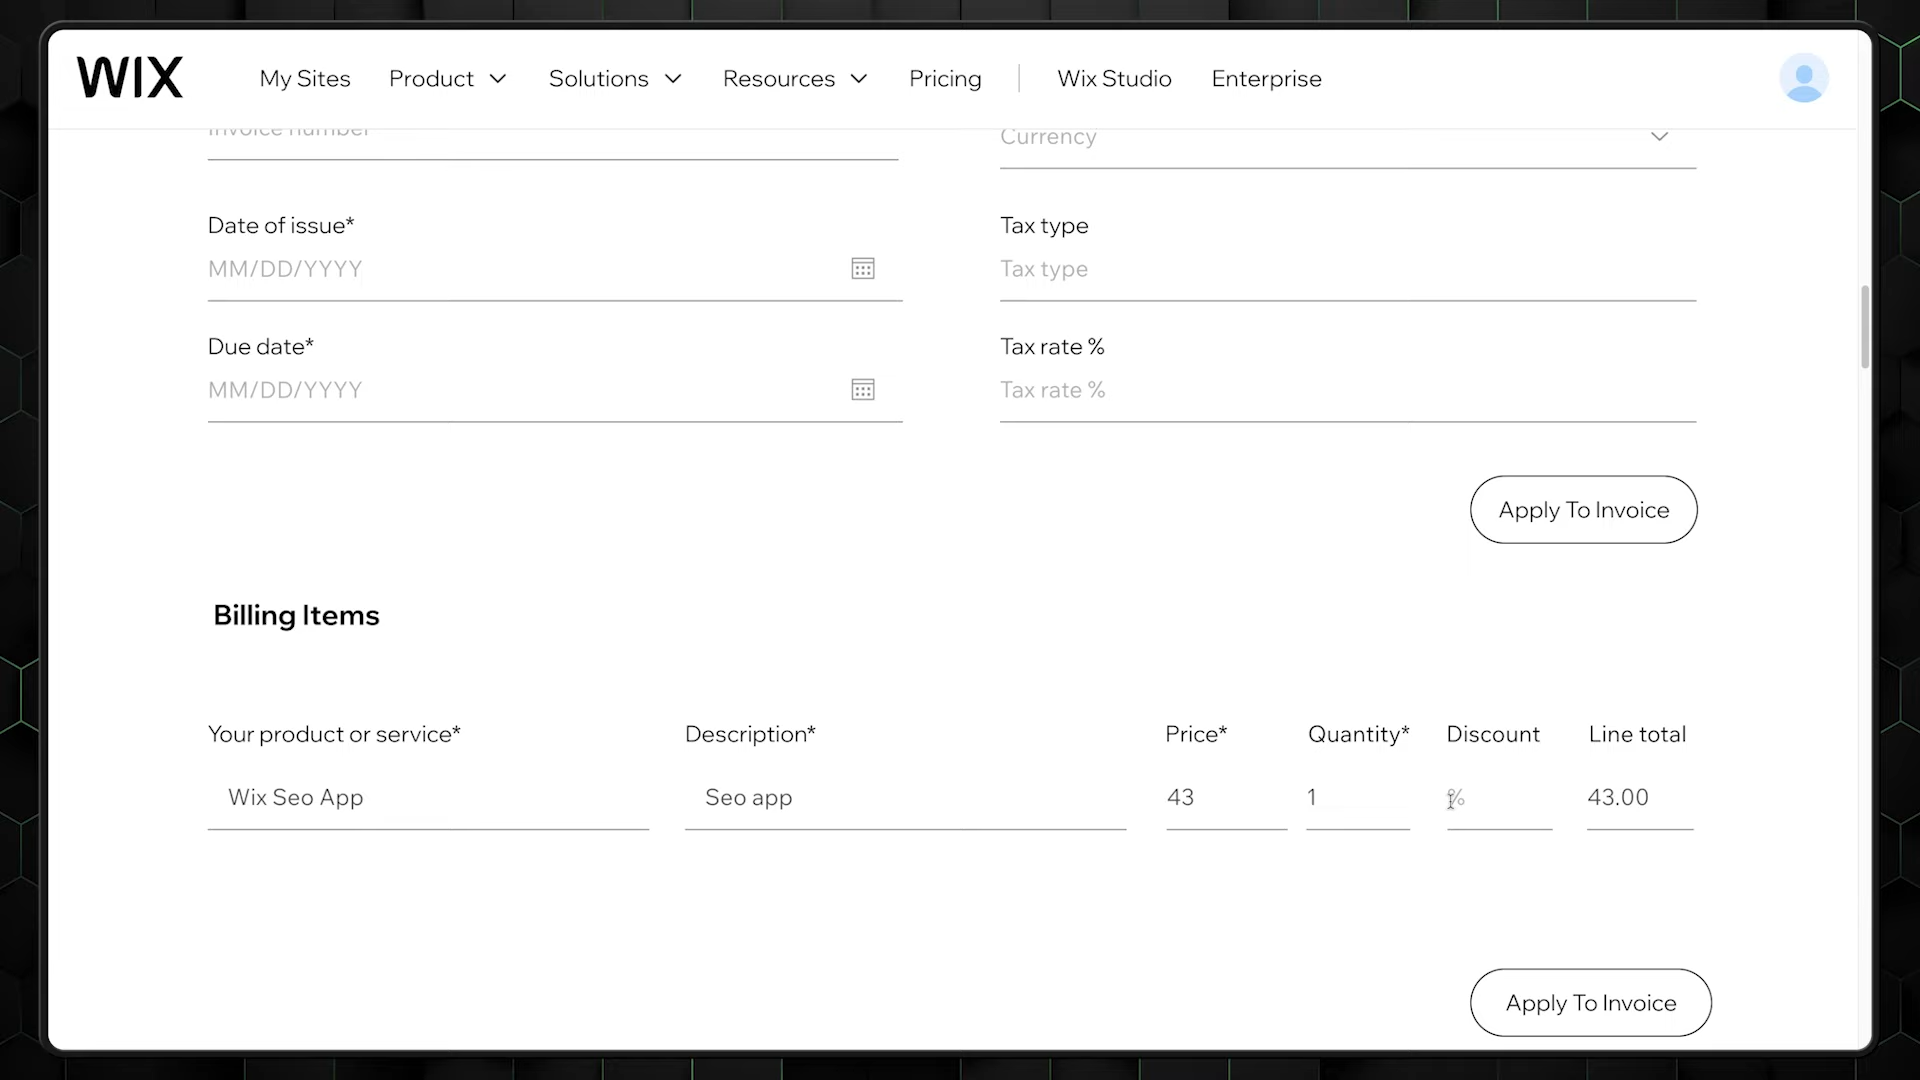 WIX My Sites Product Solutions Resources Pricing Wix Studio Enterprise
Invoice number
Currency
Date of issue* Tax type
MM/DD/YYYY Tax type
Due date* Tax rate %
MM/DD/YYYY Tax rate %
Apply To Invoice
Billing Items
Your product or service* Description* Price* Quantity* Discount Line total
Wix Seo App Seo app 43 1 % 43.00
Apply To Invoice